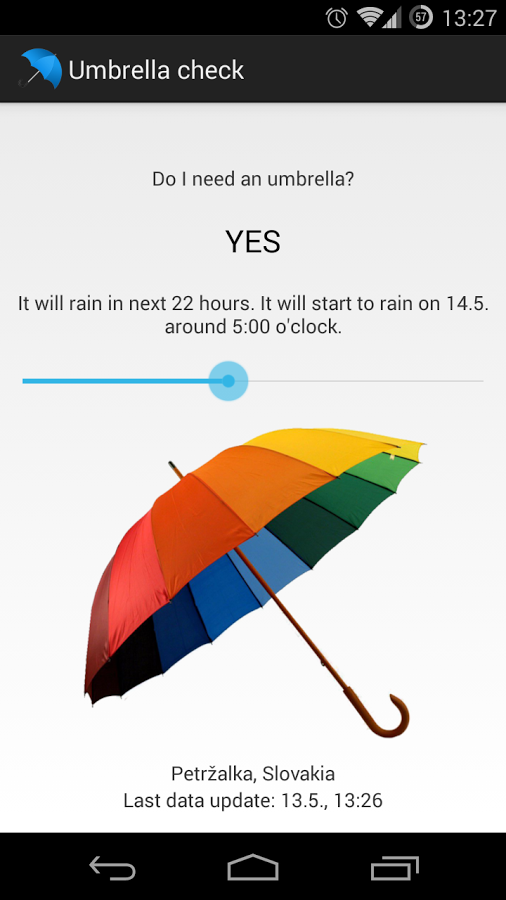 57 13:27
Umbrella check
Do I need an umbrella?
YES
It will rain in next 22 hours. It will start to rain on 14.5.
around 5:00 o'clock.
Petržalka, Slovakia
Last data update: 13.5., 13:26